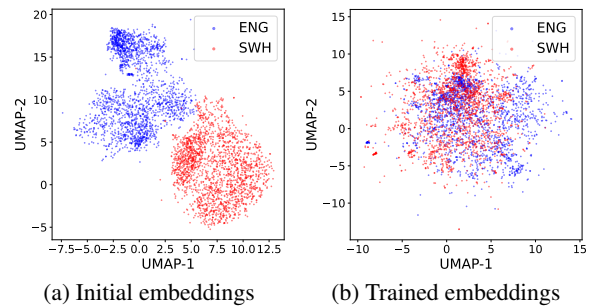 ENG
SWH
20
15
10
5
0
−5
UMAP-2
−7.5 −5.0 −2.5 0.0 2.5 5.0 7.5 10.0 12.5
UMAP-1
(a) Initial embeddings
ENG
SWH
15
10
5
0
−5
−10
UMAP-2
−10 −5 0 5 10 15
UMAP-1
(b) Trained embeddings